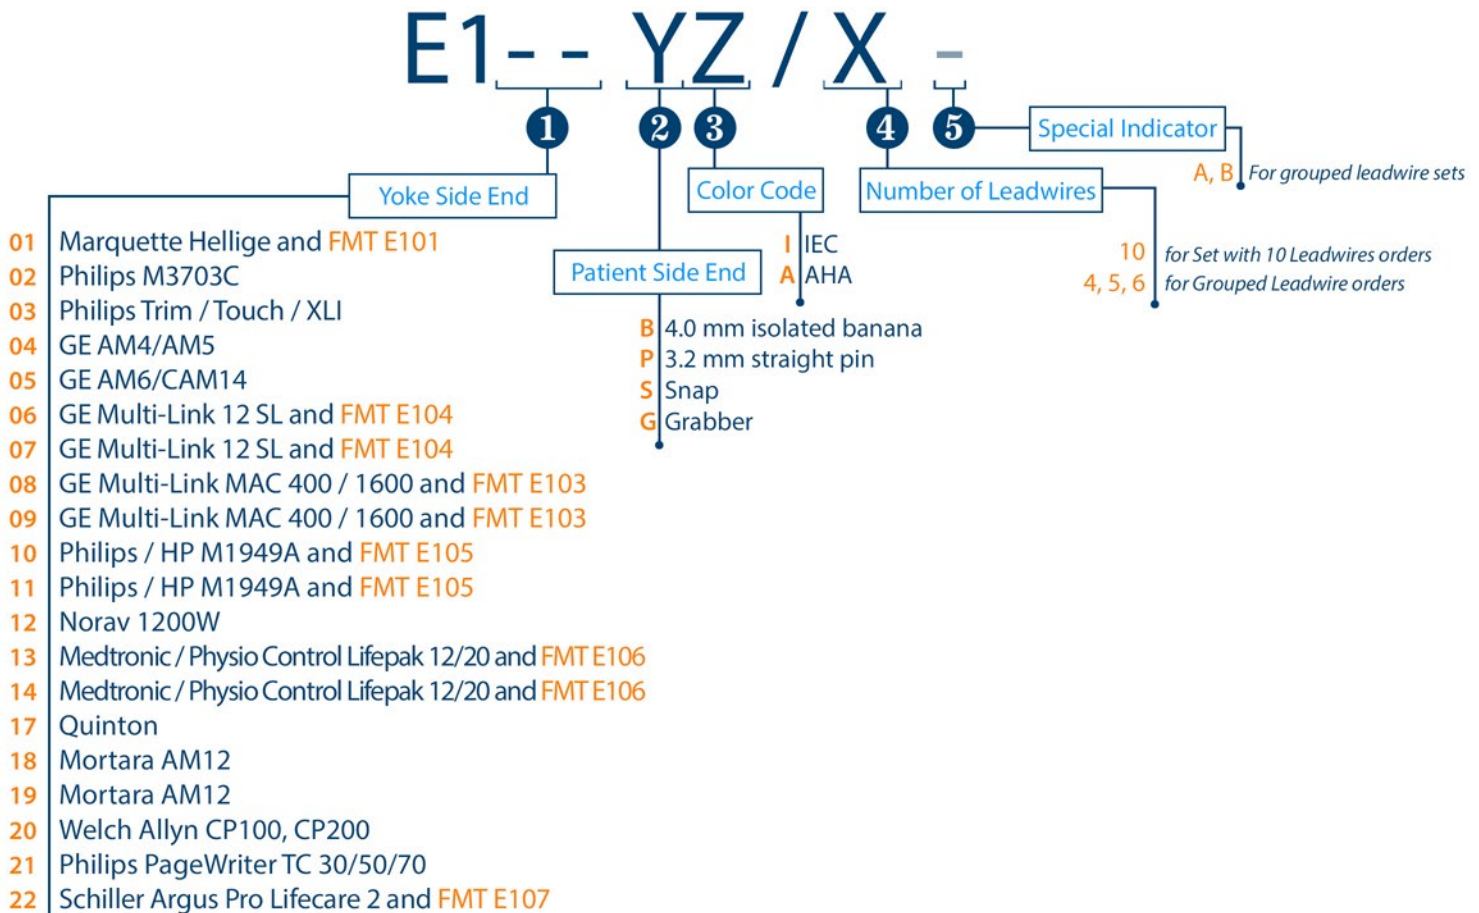 E1-- YZ / X -
1 2 3 4 5
Special Indicator
A, B For grouped leadwire sets
Yoke Side End
Color Code
Number of Leadwires
I IEC
A AHA
10 for Set with 10 Leadwires orders
4, 5, 6 for Grouped Leadwire orders
Patient Side End
B 4.0 mm isolated banana
P 3.2 mm straight pin
S Snap
G Grabber
01 Marquette Hellige and FMT E101
02 Philips M3703C
03 Philips Trim / Touch / XLI
04 GE AM4/AM5
05 GE AM6/CAM14
06 GE Multi-Link 12 SL and FMT E104
07 GE Multi-Link 12 SL and FMT E104
08 GE Multi-Link MAC 400 / 1600 and FMT E103
09 GE Multi-Link MAC 400 / 1600 and FMT E103
10 Philips / HP M1949A and FMT E105
11 Philips / HP M1949A and FMT E105
12 Norav 1200W
13 Medtronic / Physio Control Lifepak 12/20 and FMT E106
14 Medtronic / Physio Control Lifepak 12/20 and FMT E106
17 Quinton
18 Mortara AM12
19 Mortara AM12
20 Welch Allyn CP100, CP200
21 Philips PageWriter TC 30/50/70
22 Schiller Argus Pro Lifecare 2 and FMT E107